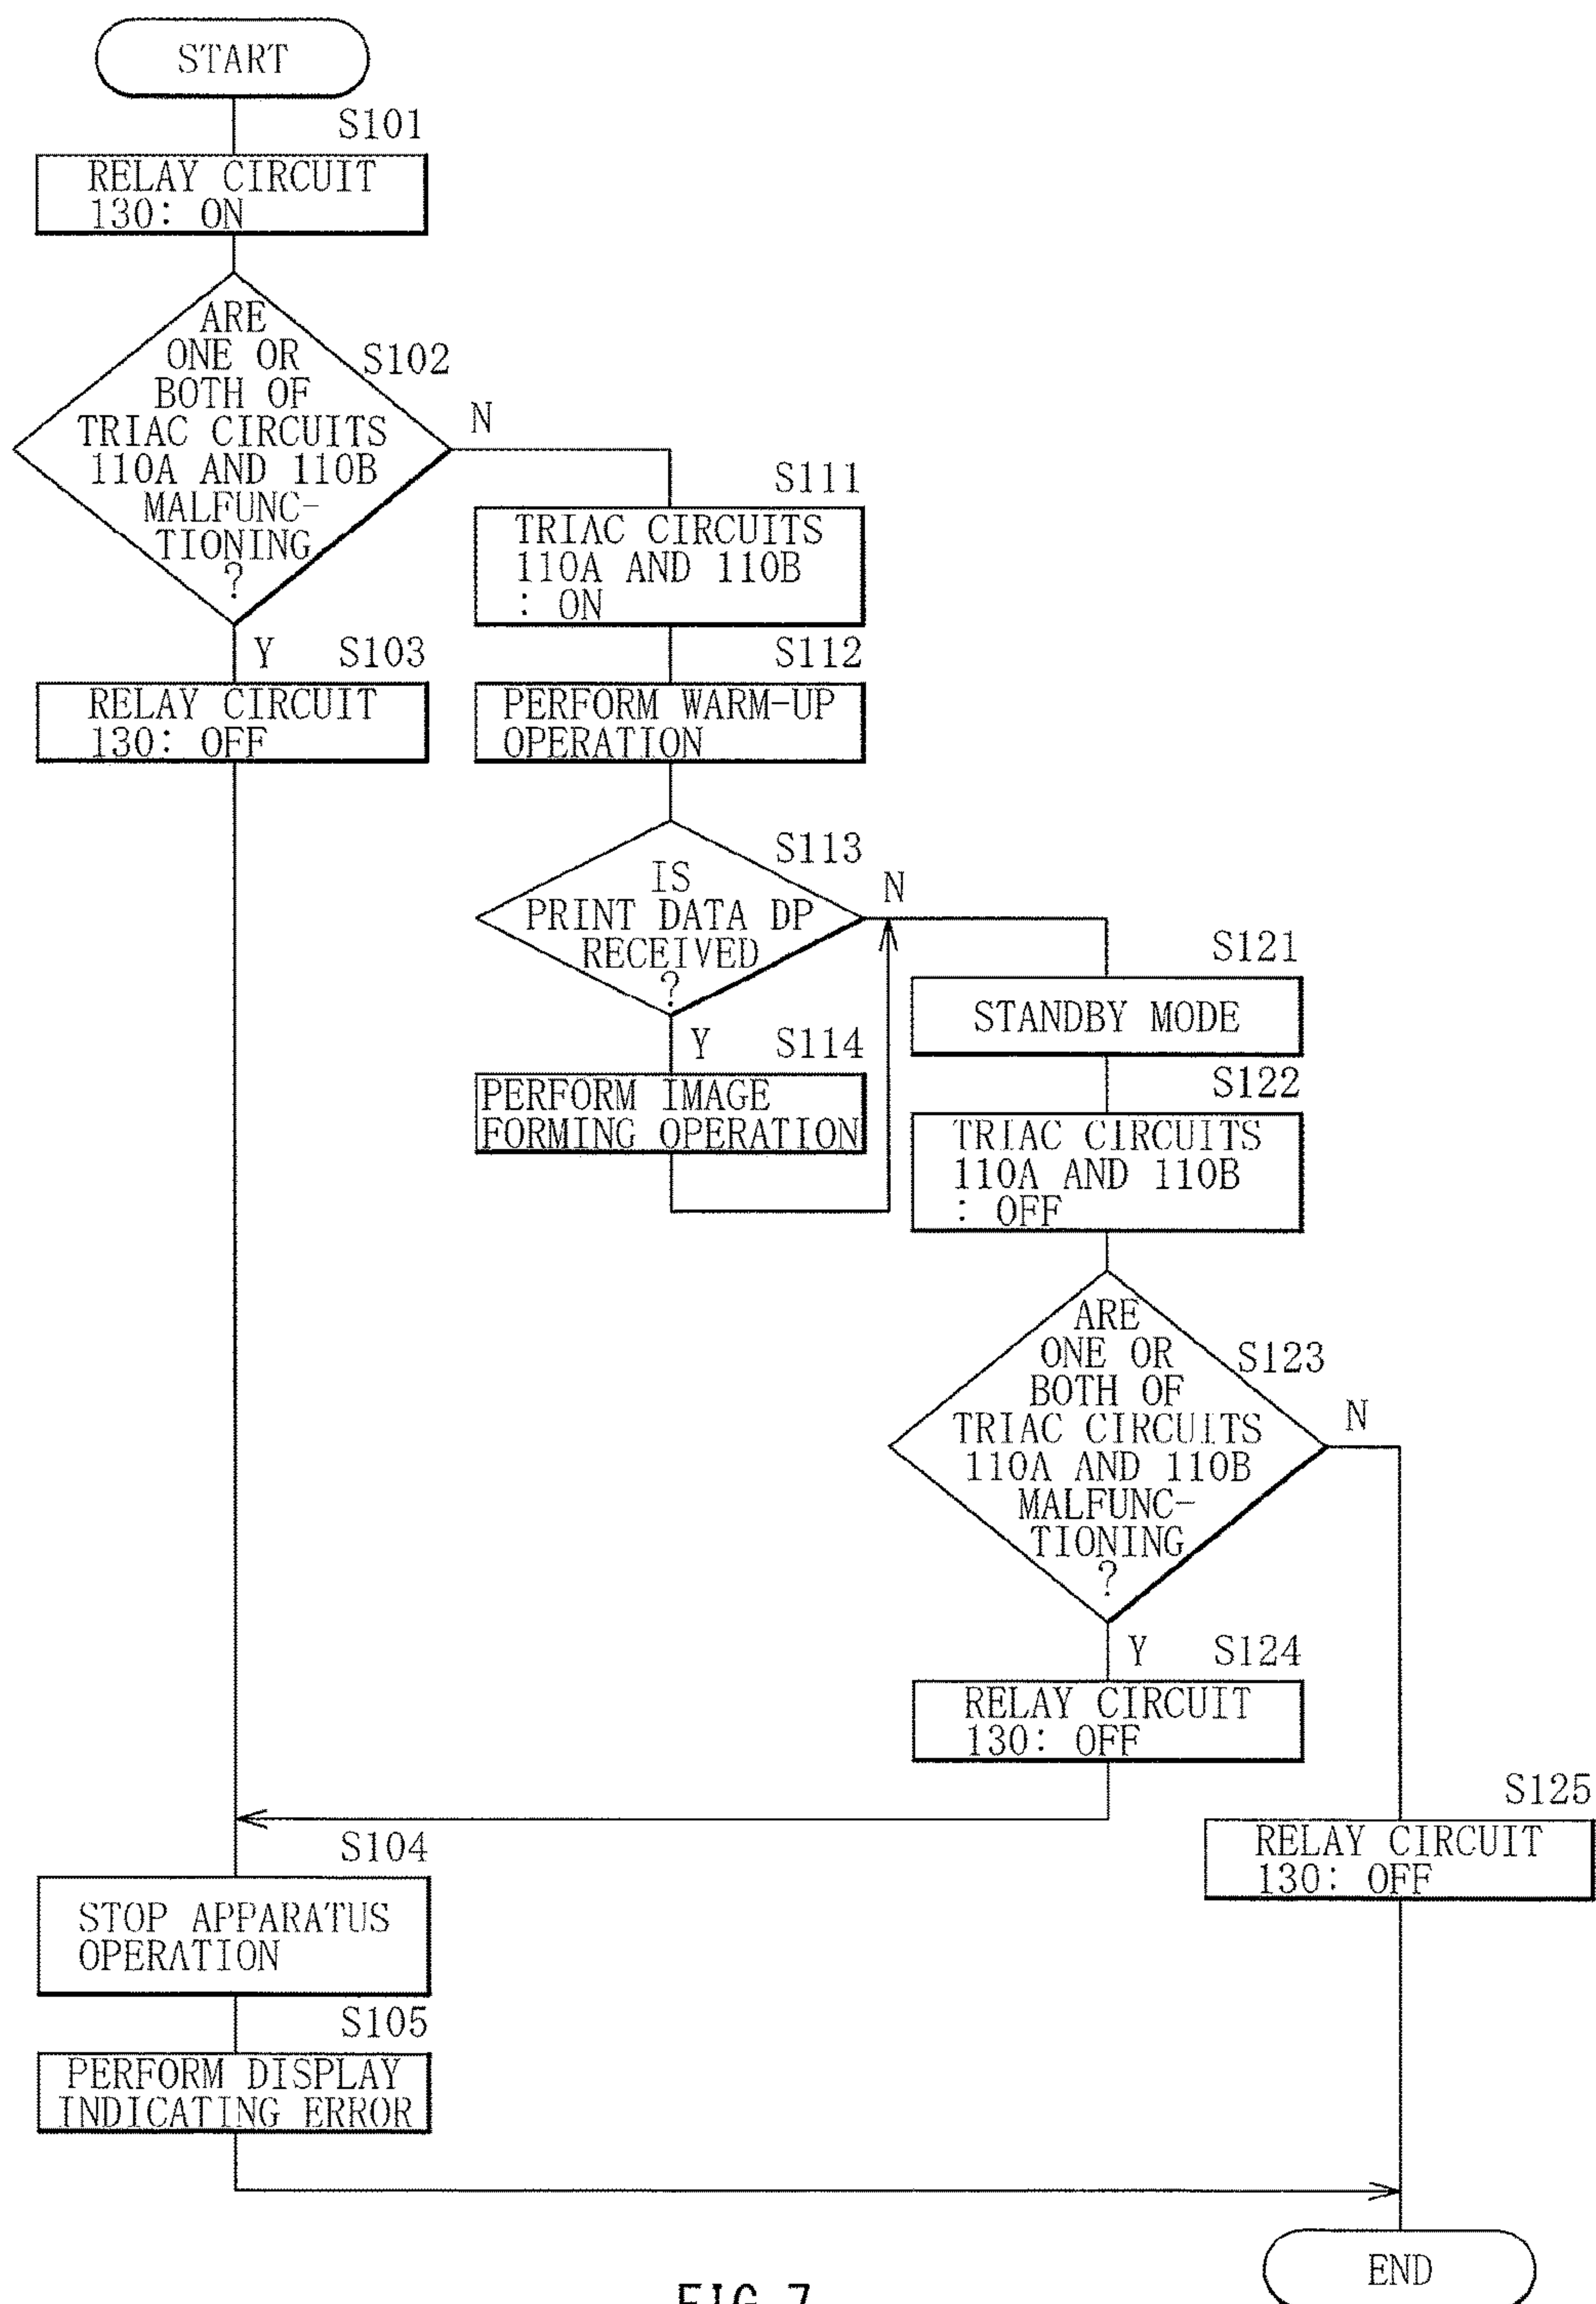 START
S101
RELAY CIRCUIT
130: ON
ARE
ONE OR
BOTH OF
TRIAC CIRCUITS
110A AND 110B
MALFUNC-
TIONING
?
S102
N
Y
S103
RELAY CIRCUIT
130: OFF
S111
TRIAC CIRCUITS
110A AND 110B
: ON
S112
PERFORM WARM-UP
OPERATION
S113
IS
PRINT DATA DP
RECEIVED
?
N
Y
S114
PERFORM IMAGE
FORMING OPERATION
S121
STANDBY MODE
S122
TRIAC CIRCUITS
110A AND 110B
: OFF
ARE
ONE OR
BOTH OF
TRIAC CIRCUITS
110A AND 110B
MALFUNC-
TIONING
?
S123
N
Y
S124
RELAY CIRCUIT
130: OFF
S125
RELAY CIRCUIT
130: OFF
S104
STOP APPARATUS
OPERATION
S105
PERFORM DISPLAY
INDICATING ERROR
END
FIG. 7